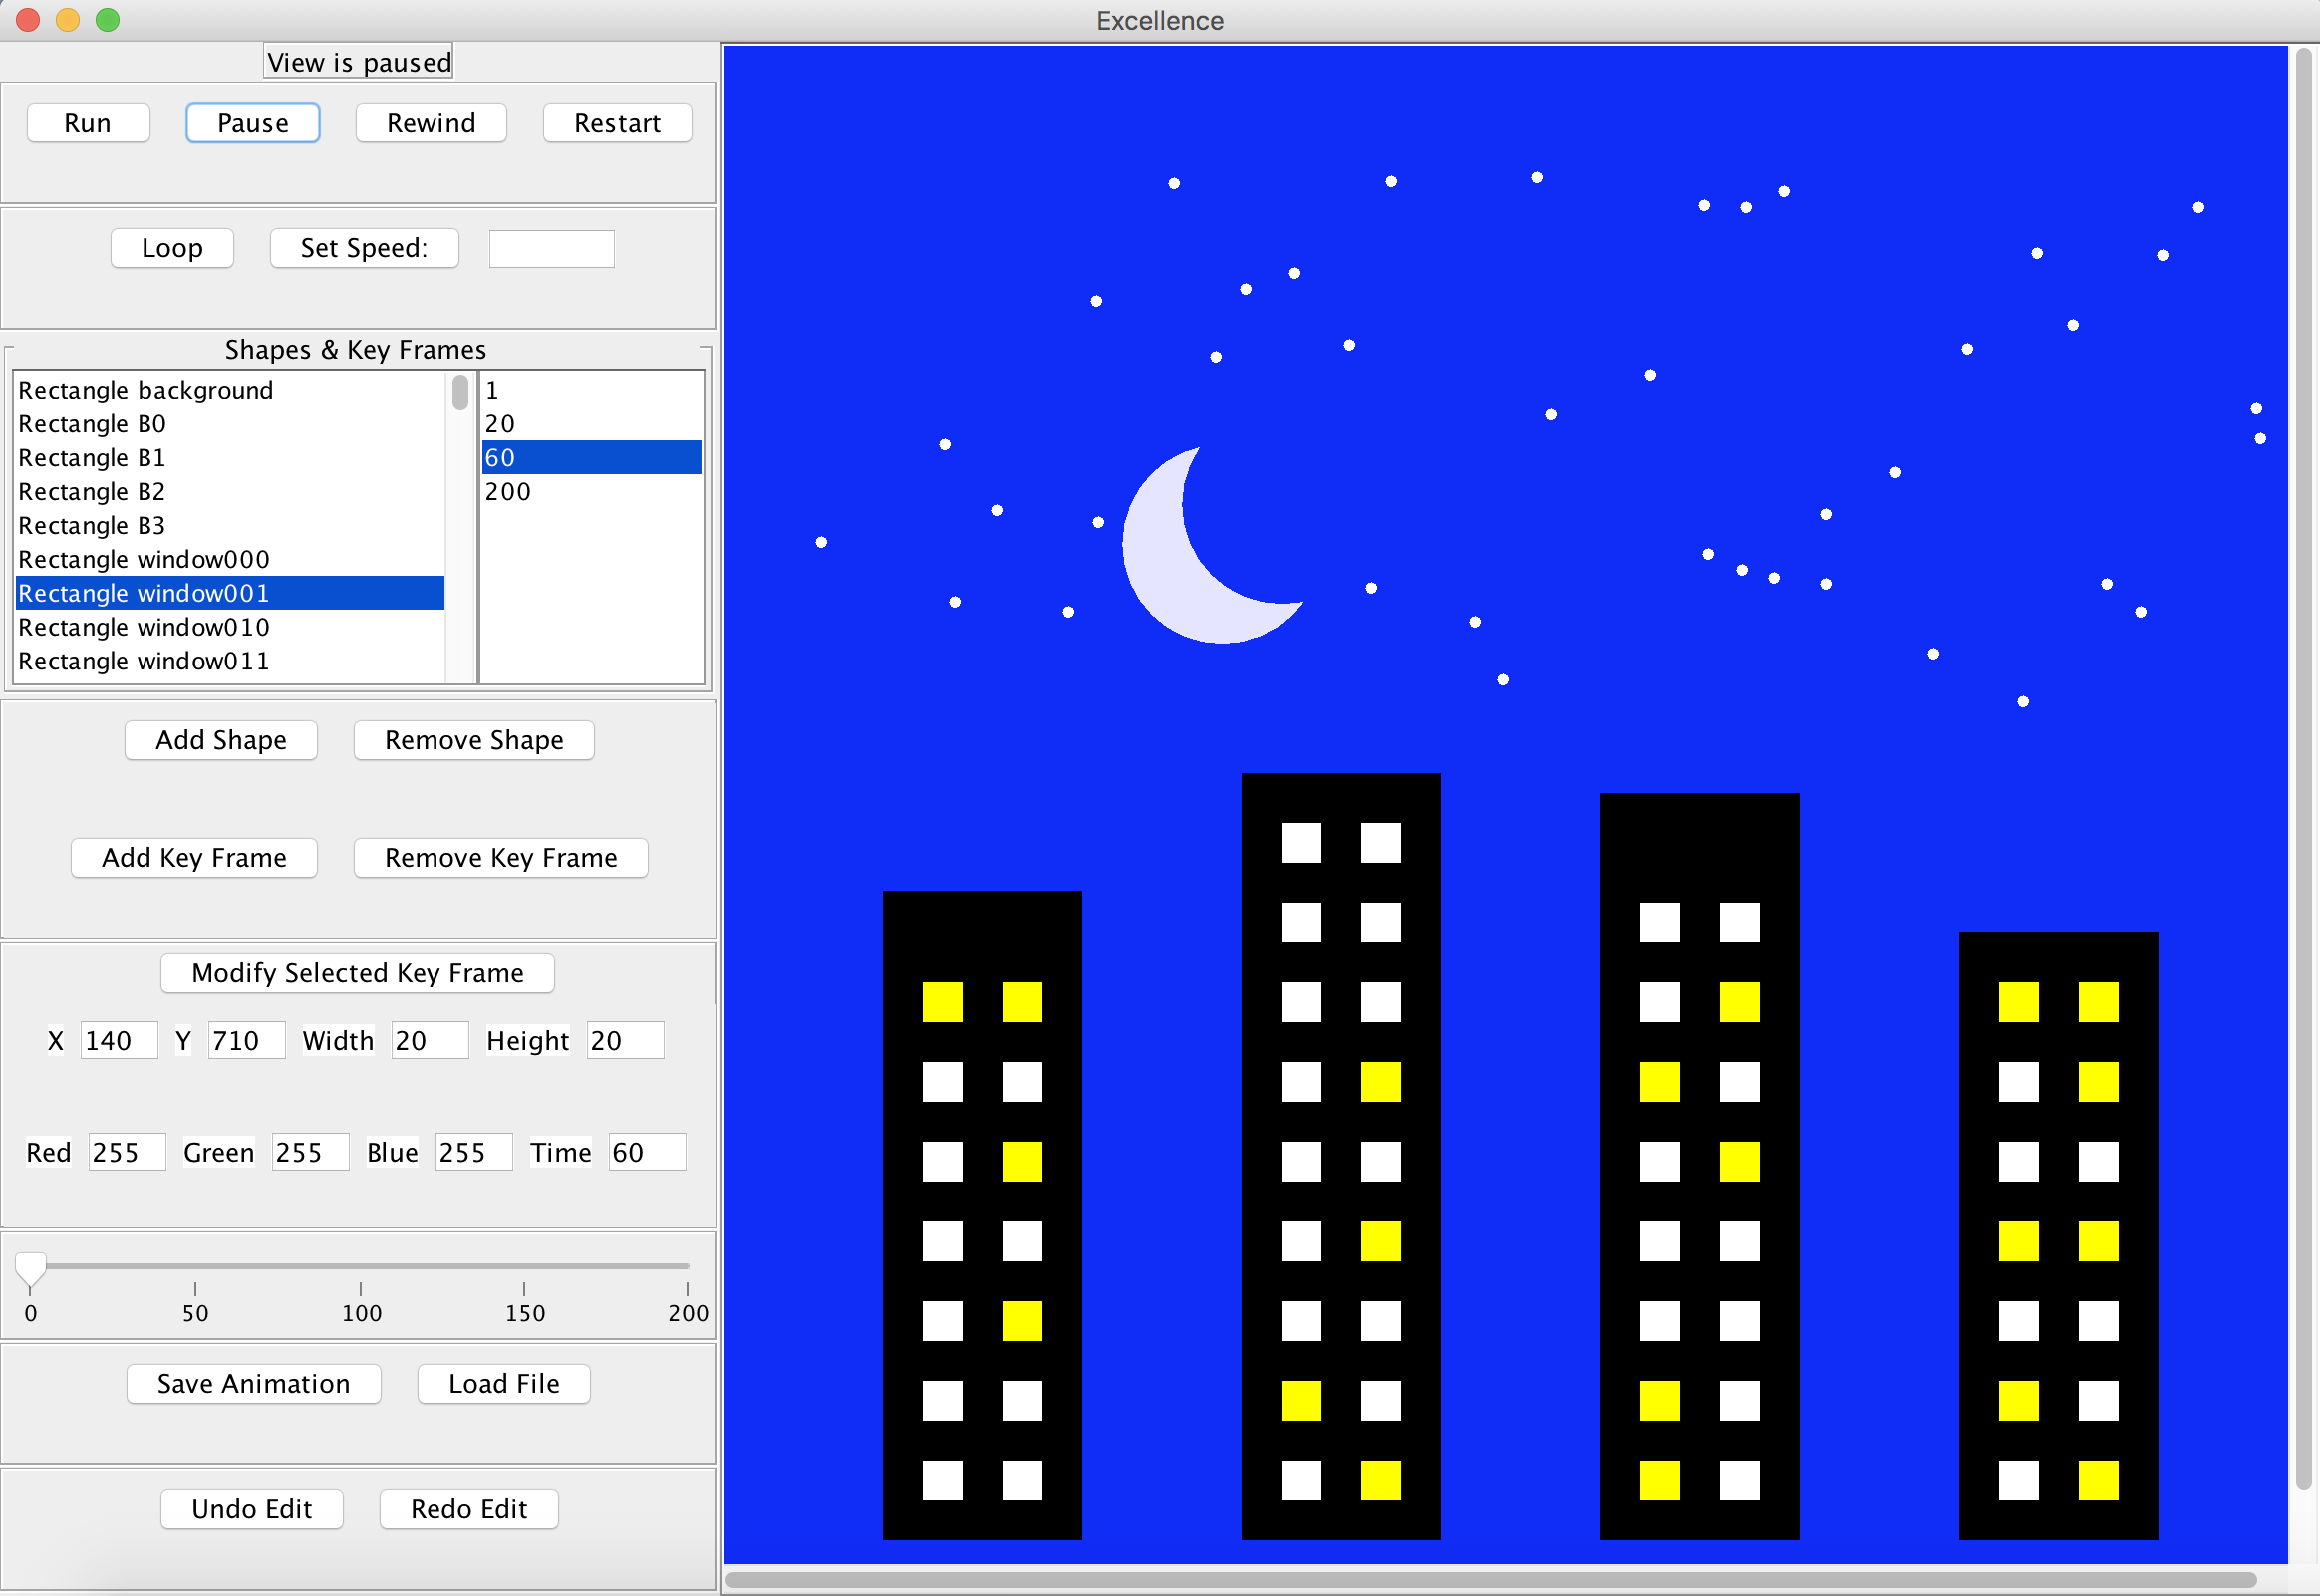 Excellence
View is paused
Run Pause Rewind Restart
Loop Set Speed:
Shapes & Key Frames
Rectangle background 1
Rectangle B0 20
Rectangle B1 60
Rectangle B2 200
Rectangle B3
Rectangle window000
Rectangle window001
Rectangle window010
Rectangle window011
Add Shape Remove Shape
Add Key Frame Remove Key Frame
Modify Selected Key Frame
X 140 Y 710 Width 20 Height 20
Red 255 Green 255 Blue 255 Time 60
0 50 100 150 200
Save Animation Load File
Undo Edit Redo Edit